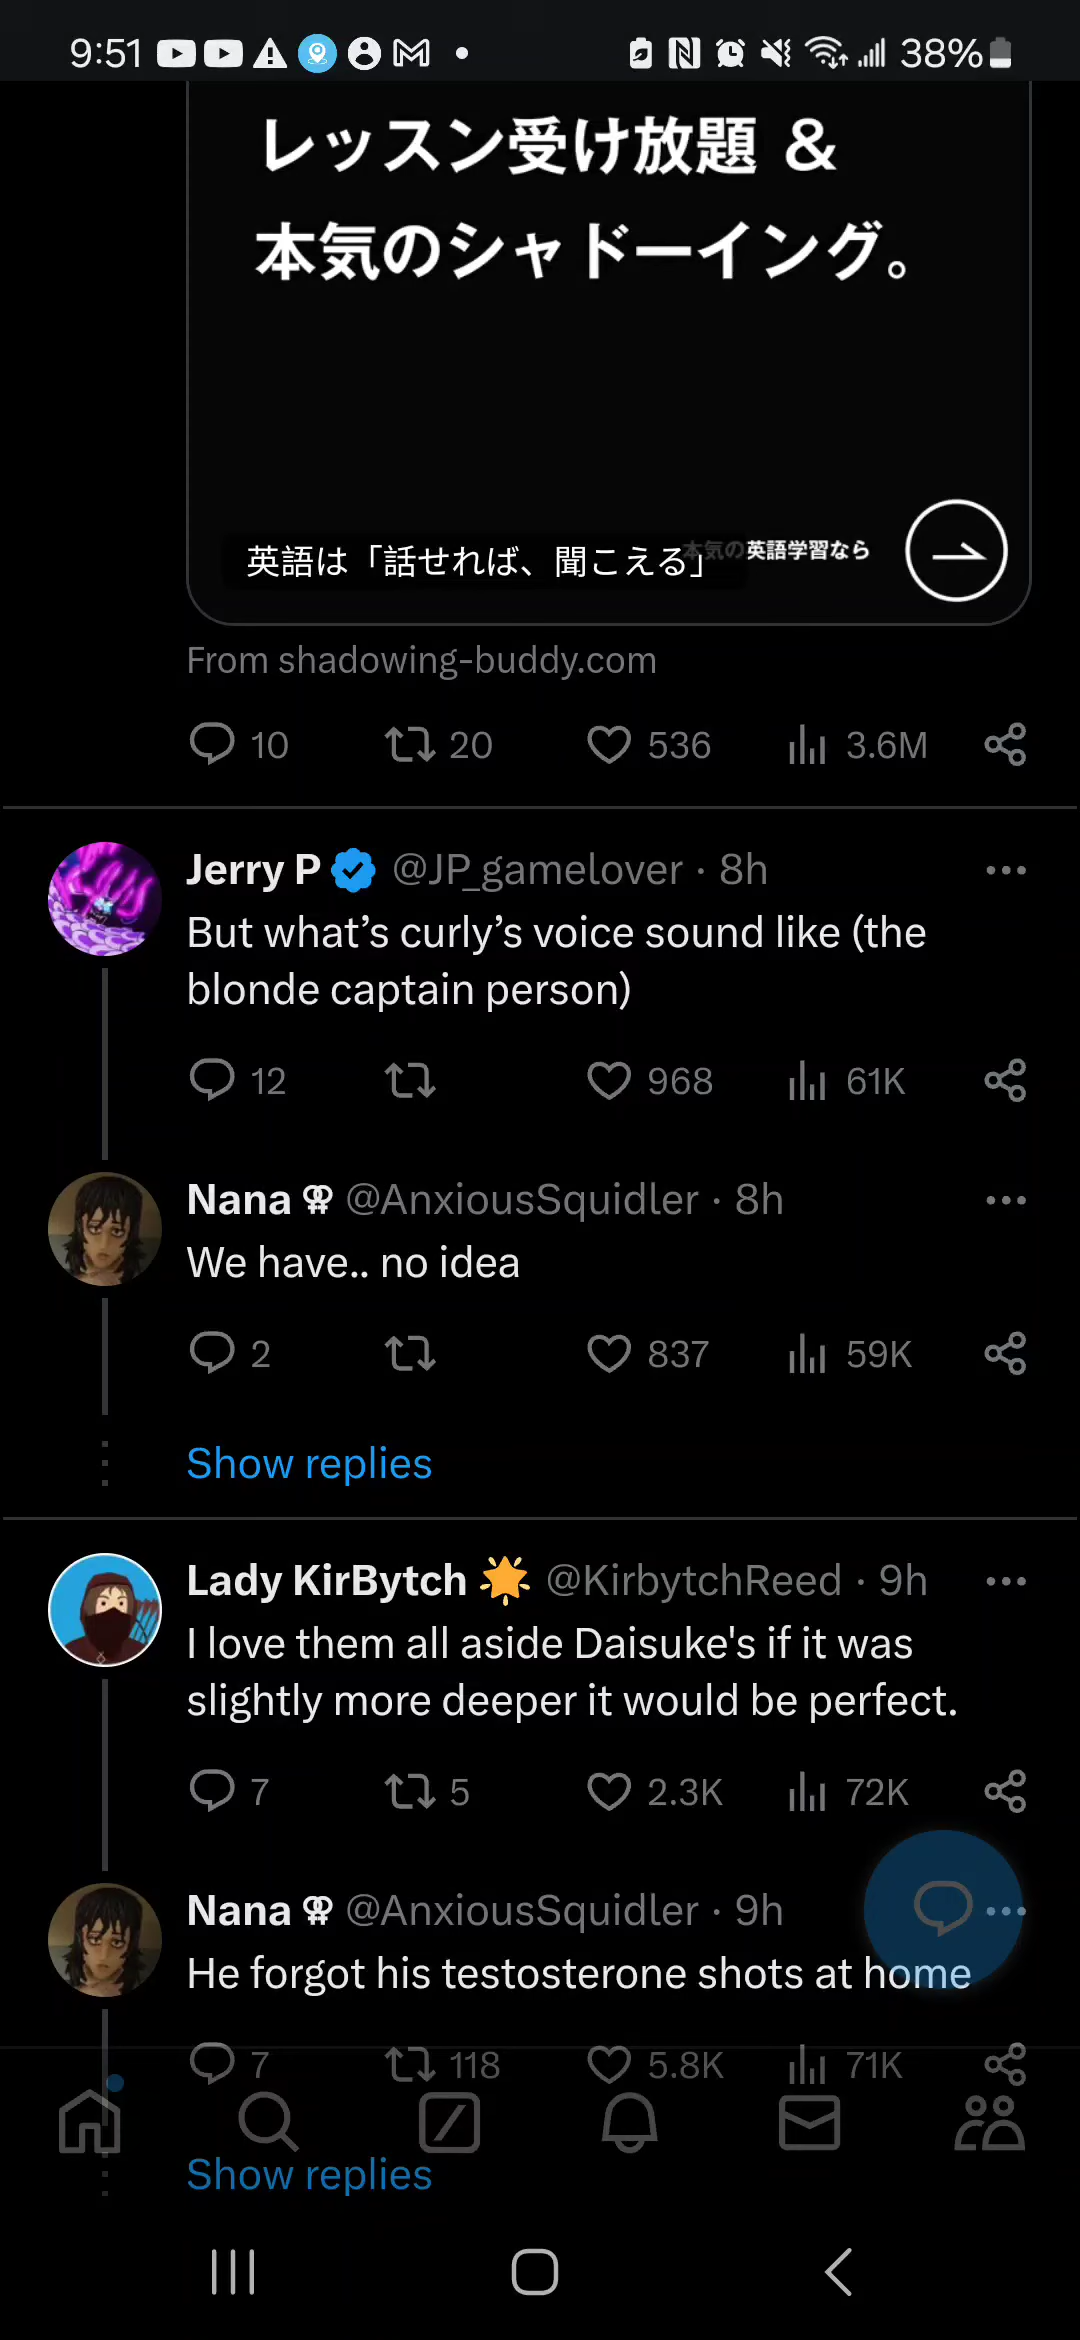 9:51
38%
レッスン受け放題 &
本気のシャドーイング。
英語は「話せれば、聞こえる」
本気の英語学習なら
From shadowing-buddy.com
10 20 536 3.6M
Jerry P @JP_gamelover · 8h
But what’s curly’s voice sound like (the
blonde captain person)
12 968 61K
Nana @AnxiousSquidler · 8h
We have.. no idea
2 837 59K
Show replies
Lady KirBytch @KirbytchReed · 9h
I love them all aside Daisuke's if it was
slightly more deeper it would be perfect.
7 5 2.3K 72K
Nana @AnxiousSquidler · 9h
He forgot his testosterone shots at home
7 118 5.8K 71K
Show replies